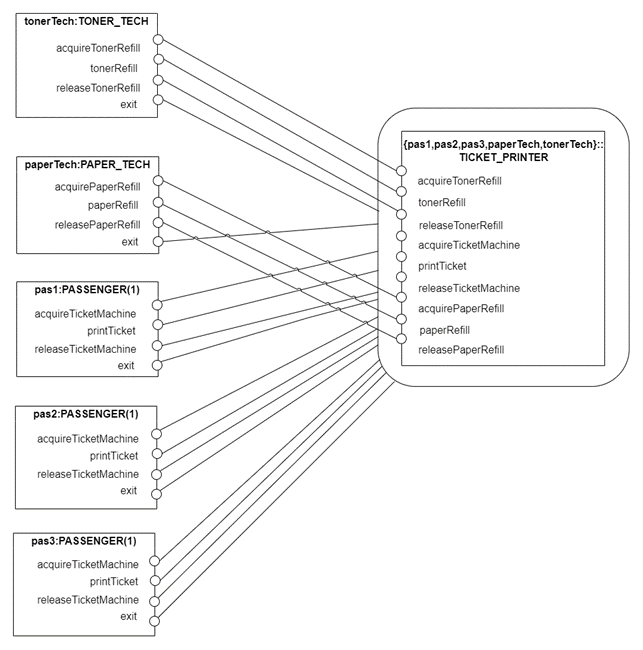 tonerTech:TONER_TECH
acquireTonerRefill
tonerRefill
releaseTonerRefill
exit
paperTech:PAPER_TECH
acquirePaperRefill
paperRefill
releasePaperRefill
exit
pas1:PASSENGER(1)
acquireTicketMachine
printTicket
releaseTicketMachine
exit
pas2:PASSENGER(1)
acquireTicketMachine
printTicket
releaseTicketMachine
exit
pas3:PASSENGER(1)
acquireTicketMachine
printTicket
releaseTicketMachine
exit
{pas1,pas2,pas3,paperTech,tonerTech}::
TICKET_PRINTER
acquireTonerRefill
tonerRefill
releaseTonerRefill
acquireTicketMachine
printTicket
releaseTicketMachine
acquirePaperRefill
paperRefill
releasePaperRefill